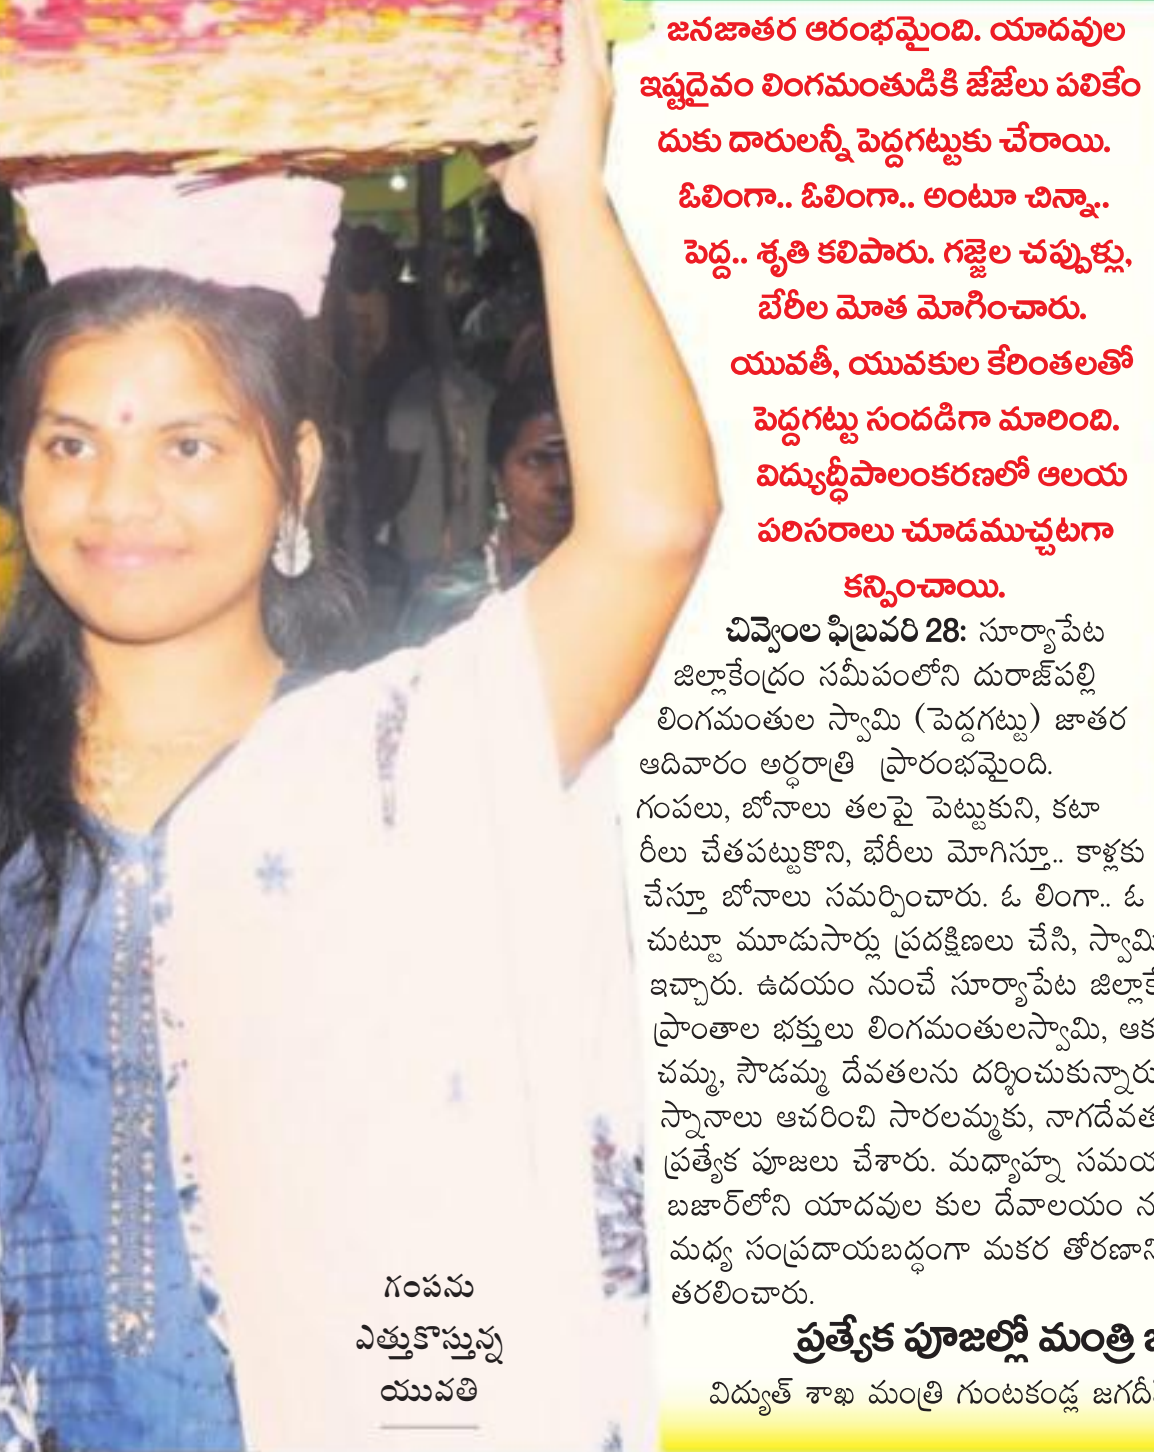 జనజాతర ఆరంభమైంది. యాదవుల
ఇష్టదైవం లింగమంతుడికి జేజేలు పలికేం
దుకు దారులన్నీ పెద్దగట్టుకు చేరాయి.
ఓలింగా.. ఓలింగా.. అంటూ చిన్నా..
పెద్ద.. శృతి కలిపారు. గజ్జెల చప్పుళ్లు,
బేరీల మోత మోగించారు.
యువతీ, యువకుల కేరింతలతో
పెద్దగట్టు సందడిగా మారింది.
విద్యుద్ధీపాలంకరణలో ఆలయ
పరిసరాలు చూడముచ్చటగా
కన్పించాయి.
చివ్వెంల ఫిబ్రవరి 28: సూర్యాపేట
జిల్లాకేంద్రం సమీపంలోని దురాజ్‌పల్లి
లింగమంతుల స్వామి (పెద్దగట్టు) జాతర
ఆదివారం అర్ధరాత్రి ప్రారంభమైంది.
గంపలు, బోనాలు తలపై పెట్టుకుని, కటా
రీలు చేతపట్టుకొని, భేరీలు మోగిస్తూ.. కాళ్లకు
చేస్తూ బోనాలు సమర్పించారు. ఓ లింగా.. ఓ
చుట్టూ మూడుసార్లు ప్రదక్షిణలు చేసి, స్వామి
ఇచ్చారు. ఉదయం నుంచే సూర్యాపేట జిల్లాకే
ప్రాంతాల భక్తులు లింగమంతులస్వామి, ఆక
చమ్మ, సౌడమ్మ దేవతలను దర్శించుకున్నారు
స్నానాలు ఆచరించి సారలమ్మకు, నాగదేవత
ప్రత్యేక పూజలు చేశారు. మధ్యాహ్న సమయ
బజార్‌లోని యాదవుల కుల దేవాలయం న
మధ్య సంప్రదాయబద్ధంగా మకర తోరణాని
తరలించారు.
ప్రత్యేక పూజల్లో మంత్రి జ
విద్యుత్ శాఖ మంత్రి గుంటకండ్ల జగదీ
గంపను
ఎత్తుకొస్తున్న
యువతి